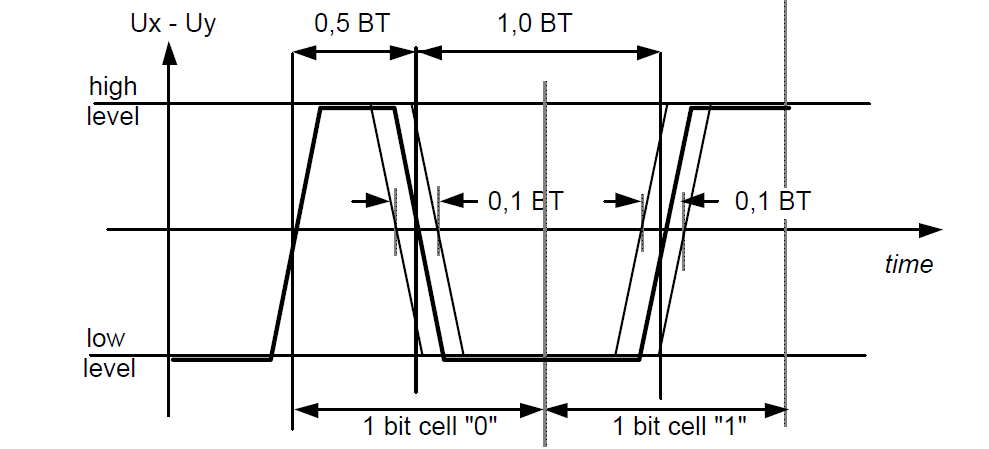 Ux - Uy
0,5 BT
1,0 BT
high
level
0,1 BT
0,1 BT
time
low
level
1 bit cell "0"
1 bit cell "1"